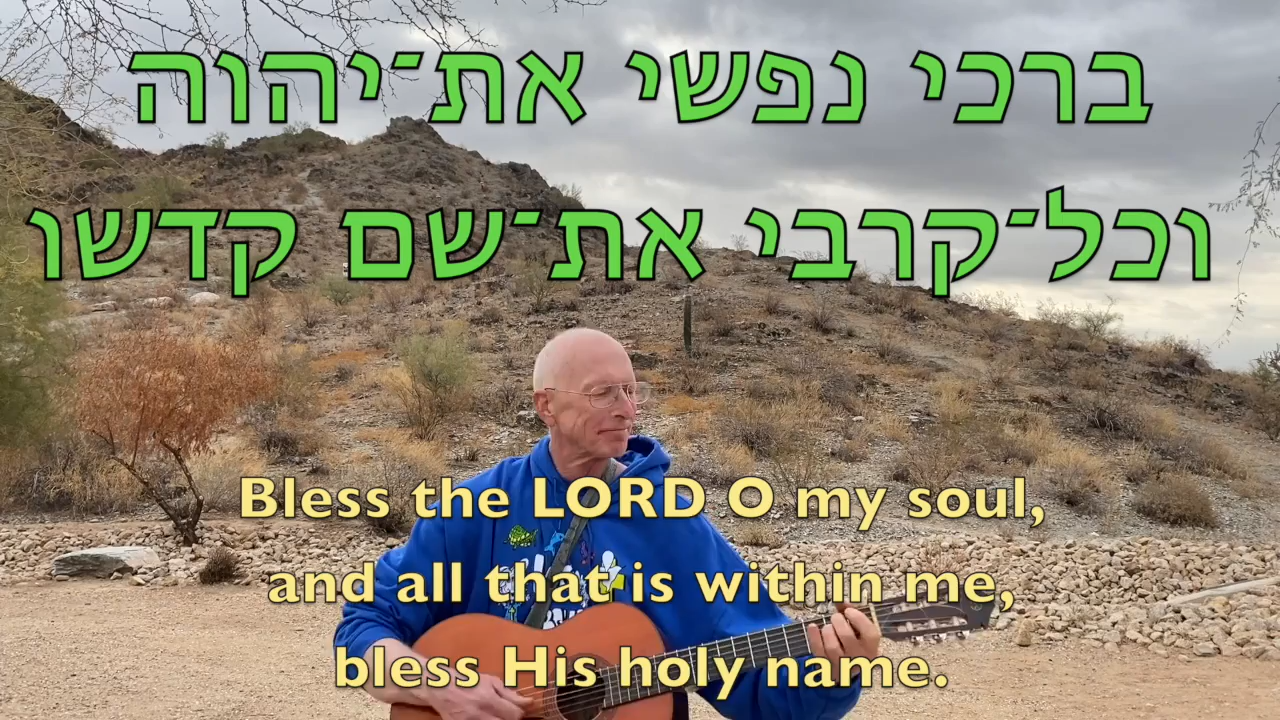 ברכי נפשי את־יהוה
וכל־קרבי את־שם קדשו
Bless the LORD O my soul,
and all that is within me,
bless His holy name.